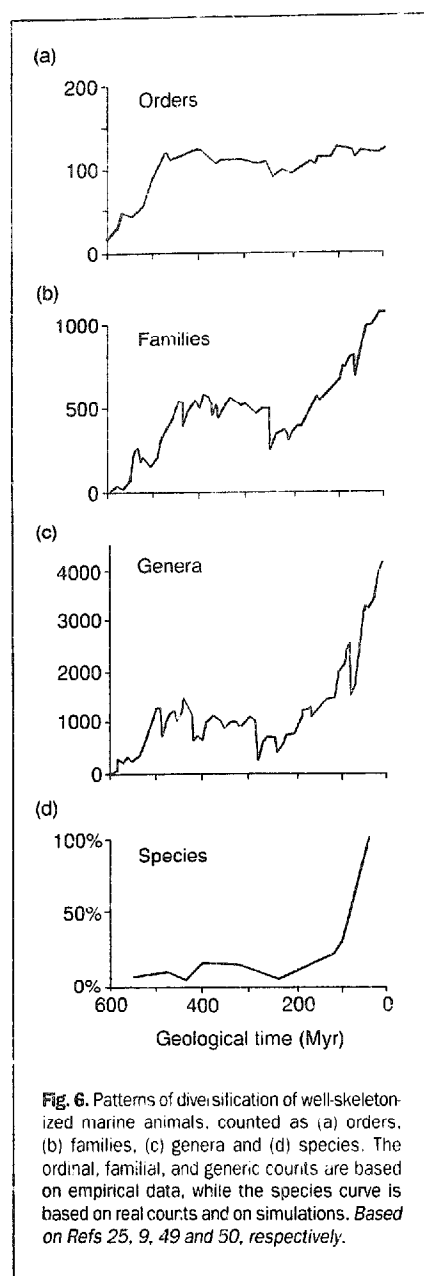 (a)
200
Orders
100
0
(b)
1000
Families
500
0
(c)
4000
Genera
3000
2000
1000
0
(d)
100%
Species
50%
0%
600 400 200 0
Geological time (Myr)
Fig. 6. Patterns of diversification of well-skeleton-
ized marine animals, counted as (a) orders,
(b) families, (c) genera and (d) species. The
ordinal, familial, and generic counts are based
on empirical data, while the species curve is
based on real counts and on simulations. Based
on Refs 25, 9, 49 and 50, respectively.